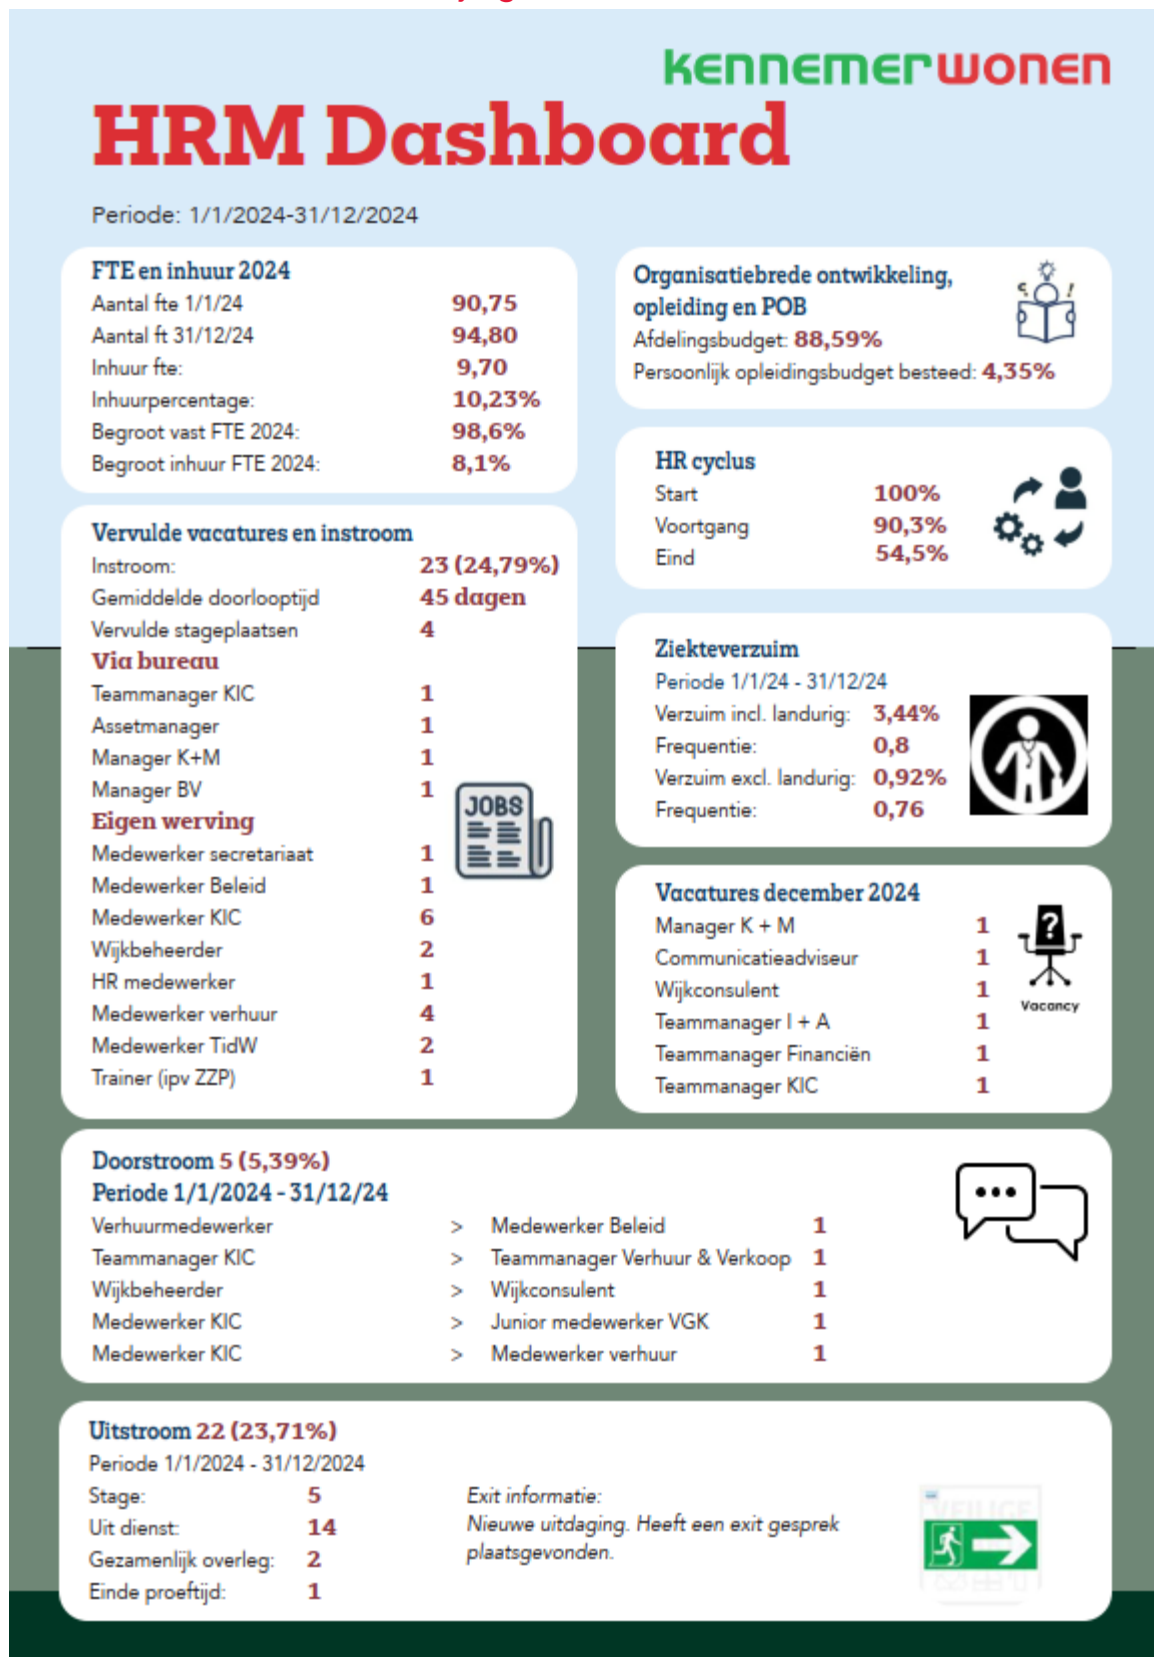 kennemerwonen
HRM Dashboard
Periode: 1/1/2024-31/12/2024
FTE en inhuur 2024
Aantal fte 1/1/24 90,75
Aantal ft 31/12/24 94,80
Inhuur fte: 9,70
Inhuurpercentage: 10,23%
Begroot vast FTE 2024: 98,6%
Begroot inhuur FTE 2024: 8,1%
Organisatiebrede ontwikkeling,
opleiding en POB
Afdelingsbudget: 88,59%
Persoonlijk opleidingsbudget besteed: 4,35%
HR cyclus
Start 100%
Voortgang 90,3%
Eind 54,5%
Vervulde vacatures en instroom
Instroom: 23 (24,79%)
Gemiddelde doorlooptijd 45 dagen
Vervulde stageplaatsen 4
Via bureau
Teammanager KIC 1
Assetmanager 1
Manager K+M 1
Manager BV 1
Eigen werving
Medewerker secretariaat 1
Medewerker Beleid 1
Medewerker KIC 6
Wijkbeheerder 2
HR medewerker 1
Medewerker verhuur 4
Medewerker TidW 2
Trainer (ipv ZZP) 1
JOBS
Ziekteverzuim
Periode 1/1/24 - 31/12/24
Verzuim incl. landurig: 3,44%
Frequentie: 0,8
Verzuim excl. landurig: 0,92%
Frequentie: 0,76
Vacatures december 2024
Manager K + M 1
Communicatieadviseur 1
Wijkconsulent 1
Teammanager I + A 1
Teammanager Financiën 1
Teammanager KIC 1
?
Vacancy
Doorstroom 5 (5,39%)
Periode 1/1/2024 - 31/12/24
Verhuurmedewerker > Medewerker Beleid 1
Teammanager KIC > Teammanager Verhuur & Verkoop 1
Wijkbeheerder > Wijkconsulent 1
Medewerker KIC > Junior medewerker VGK 1
Medewerker KIC > Medewerker verhuur 1
Uitstroom 22 (23,71%)
Periode 1/1/2024 - 31/12/2024
Stage: 5
Uit dienst: 14
Gezamenlijk overleg: 2
Einde proeftijd: 1
Exit informatie:
Nieuwe uitdaging. Heeft een exit gesprek
plaatsgevonden.
VEILIGE